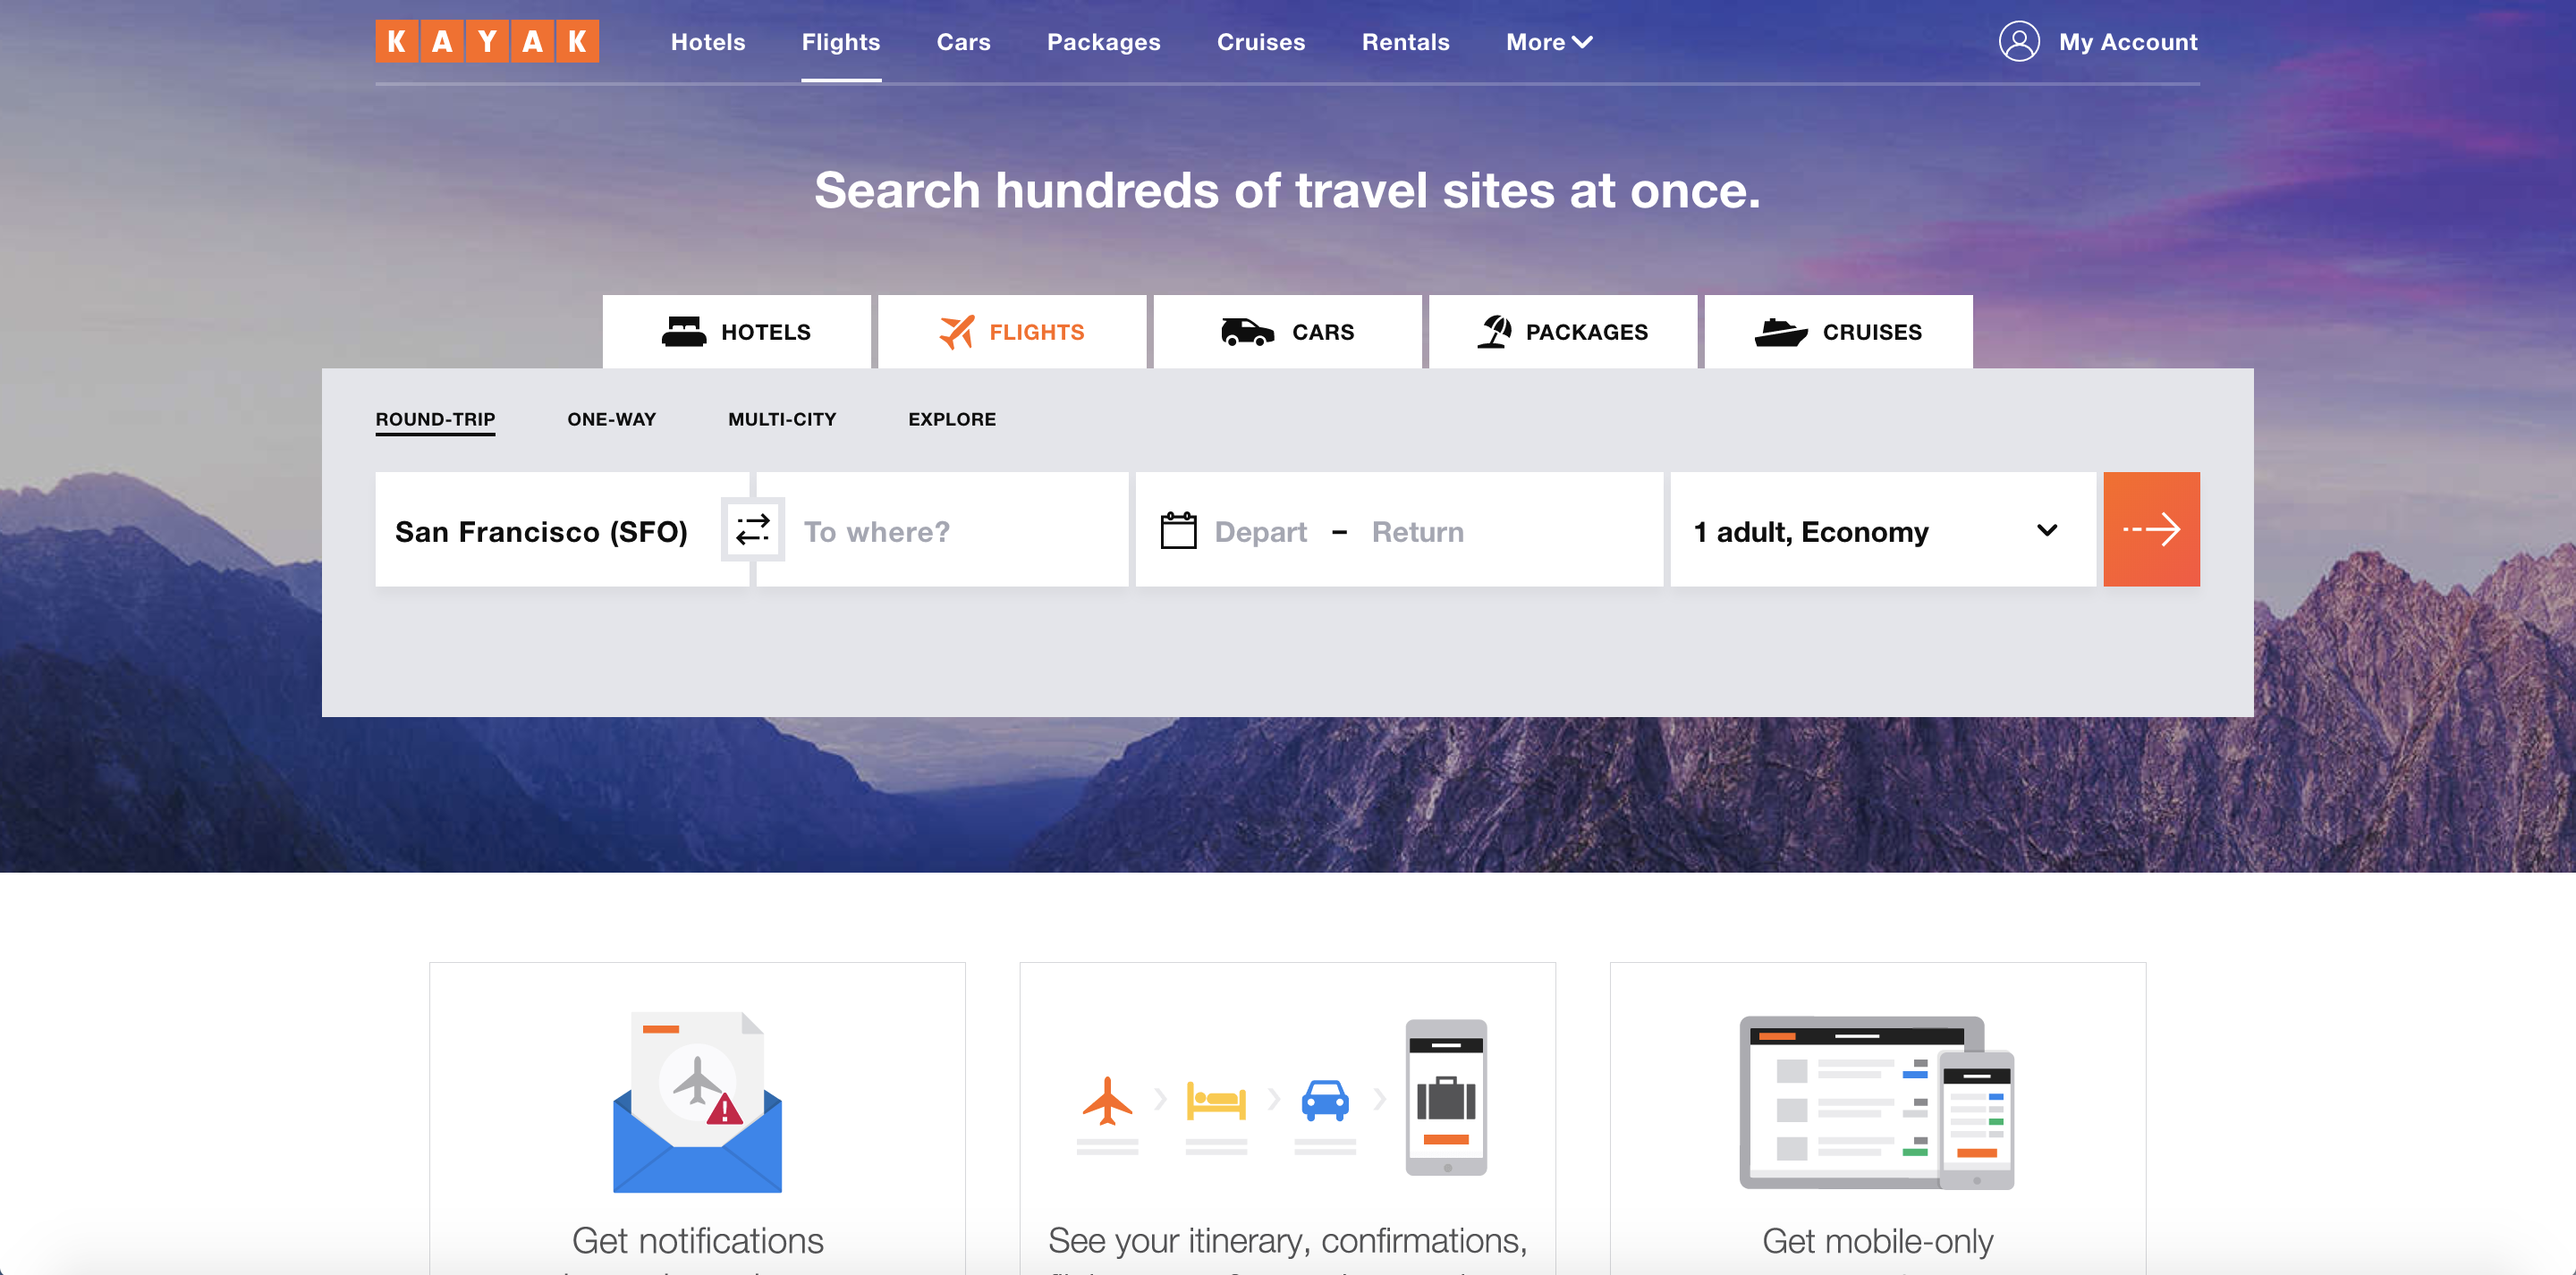 KAYAK Hotels Flights Cars Packages Cruises Rentals More My Account
Search hundreds of travel sites at once.
HOTELS FLIGHTS CARS PACKAGES CRUISES
ROUND-TRIP ONE-WAY MULTI-CITY EXPLORE
San Francisco (SFO) To where? Depart – Return 1 adult, Economy
Get notifications
See your itinerary, confirmations,
Get mobile-only